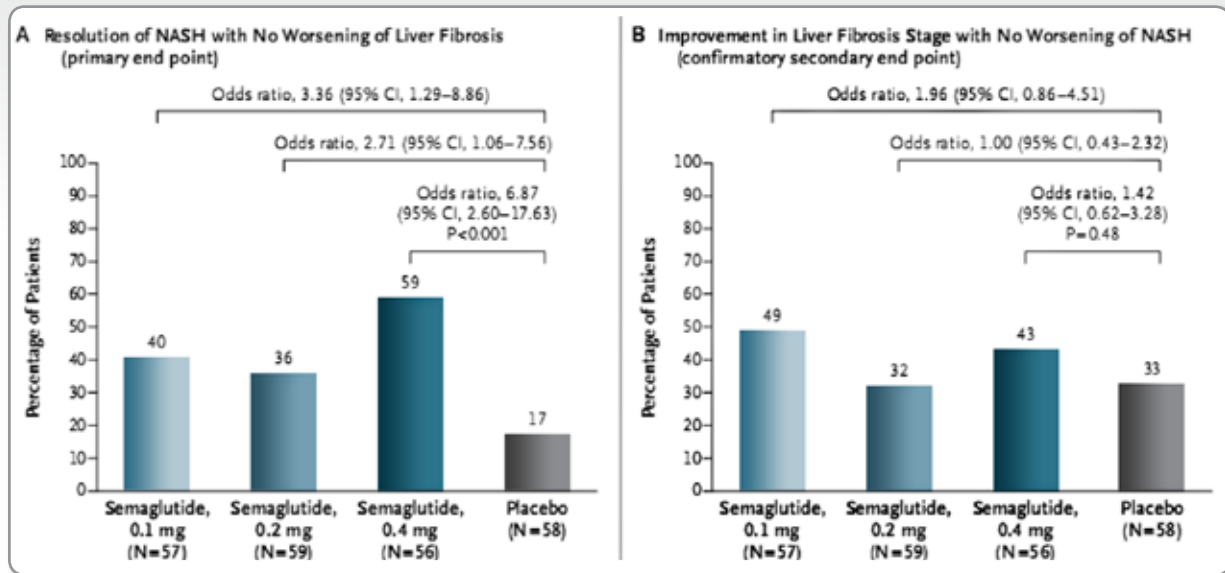 A Resolution of NASH with No Worsening of Liver Fibrosis
(primary end point)
Odds ratio, 3.36 (95% CI, 1.29–8.86)
Odds ratio, 2.71 (95% CI, 1.06–7.56)
Odds ratio, 6.87
(95% CI, 2.60–17.63)
P<0.001
Percentage of Patients
100
90
80
70
60
50
40
30
20
10
0
40
36
59
17
Semaglutide,
0.1 mg
(N=57)
Semaglutide,
0.2 mg
(N=59)
Semaglutide,
0.4 mg
(N=56)
Placebo
(N=58)
B Improvement in Liver Fibrosis Stage with No Worsening of NASH
(confirmatory secondary end point)
Odds ratio, 1.96 (95% CI, 0.86–4.51)
Odds ratio, 1.00 (95% CI, 0.43–2.32)
Odds ratio, 1.42
(95% CI, 0.62–3.28)
P=0.48
Percentage of Patients
100
90
80
70
60
50
40
30
20
10
0
49
32
43
33
Semaglutide,
0.1 mg
(N=57)
Semaglutide,
0.2 mg
(N=59)
Semaglutide,
0.4 mg
(N=56)
Placebo
(N=58)